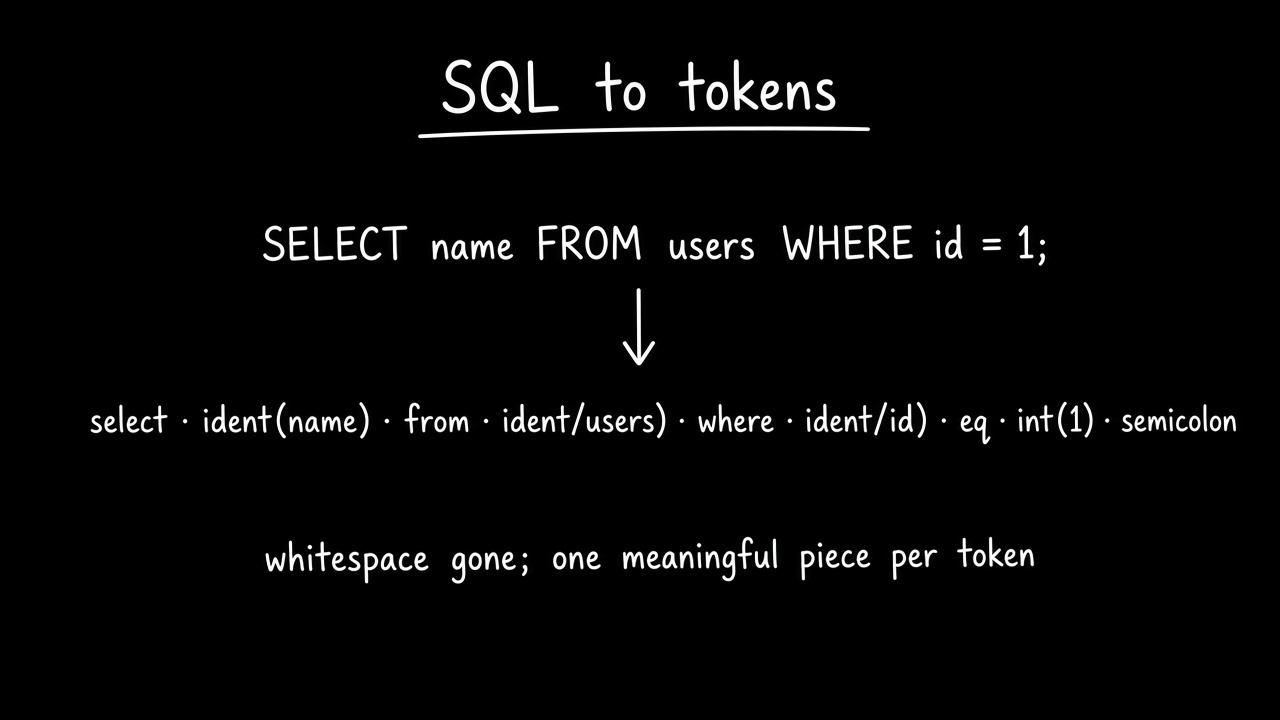 SQL to tokens
SELECT name FROM users WHERE id = 1;
select · ident(name) · from · ident/users) · where · ident/id) · eq · int(1) · semicolon
whitespace gone; one meaningful piece per token